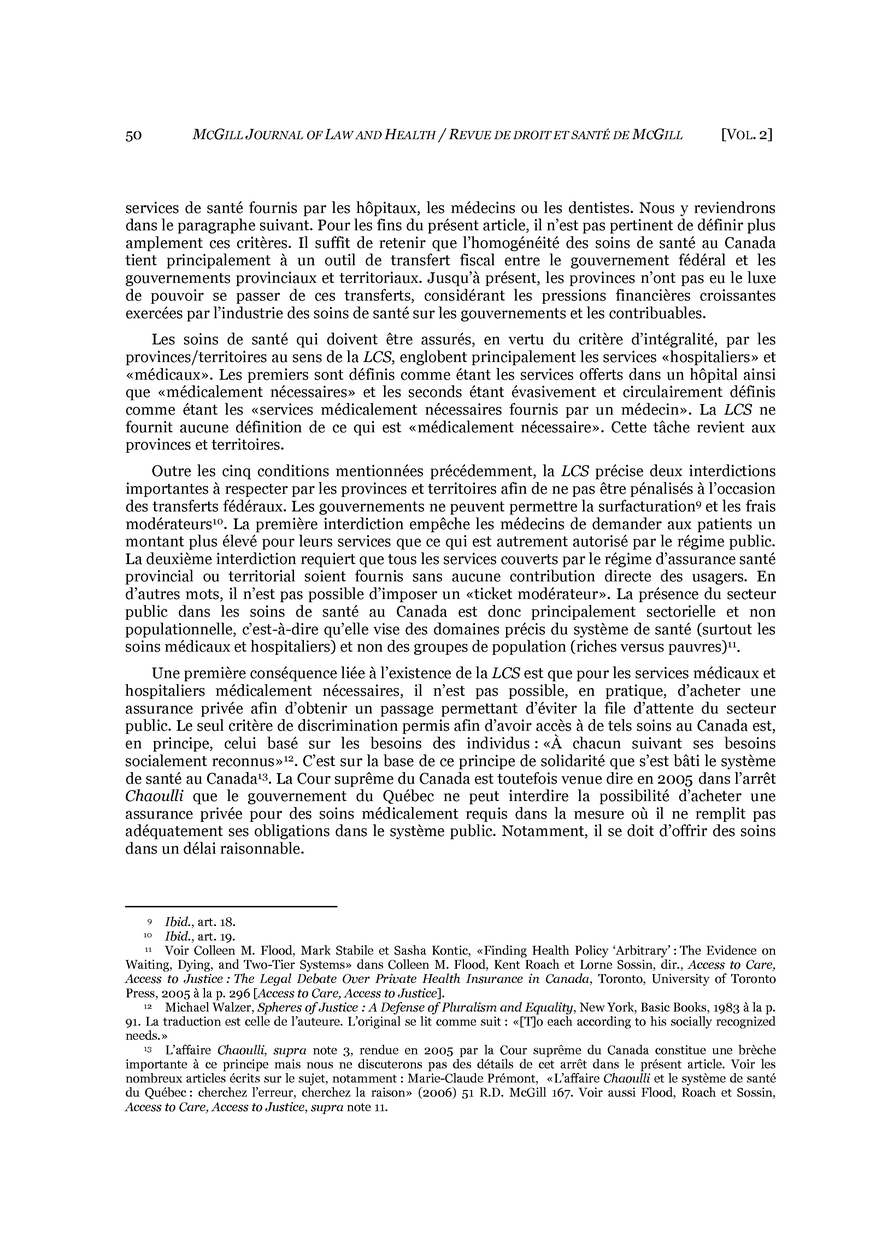 50 MCGILL JOURNAL OF LAW AND HEALTH / REVUE DE DROIT ET SANTÉ DE MCGILL [VOL. 2]
services de santé fournis par les hôpitaux, les médecins ou les dentistes. Nous y reviendrons
dans le paragraphe suivant. Pour les fins du présent article, il n’est pas pertinent de définir plus
amplement ces critères. Il suffit de retenir que l’homogénéité des soins de santé au Canada
tient principalement à un outil de transfert fiscal entre le gouvernement fédéral et les
gouvernements provinciaux et territoriaux. Jusqu’à présent, les provinces n’ont pas eu le luxe
de pouvoir se passer de ces transferts, considérant les pressions financières croissantes
exercées par l’industrie des soins de santé sur les gouvernements et les contribuables.
Les soins de santé qui doivent être assurés, en vertu du critère d’intégralité, par les
provinces/territoires au sens de la LCS, englobent principalement les services «hospitaliers» et
«médicaux». Les premiers sont définis comme étant les services offerts dans un hôpital ainsi
que «médicalement nécessaires» et les seconds étant évasivement et circulairement définis
comme étant les «services médicalement nécessaires fournis par un médecin». La LCS ne
fournit aucune définition de ce qui est «médicalement nécessaire». Cette tâche revient aux
provinces et territoires.
Outre les cinq conditions mentionnées précédemment, la LCS précise deux interdictions
importantes à respecter par les provinces et territoires afin de ne pas être pénalisés à l’occasion
des transferts fédéraux. Les gouvernements ne peuvent permettre la surfacturation⁹ et les frais
modérateurs¹⁰. La première interdiction empêche les médecins de demander aux patients un
montant plus élevé pour leurs services que ce qui est autrement autorisé par le régime public.
La deuxième interdiction requiert que tous les services couverts par le régime d’assurance santé
provincial ou territorial soient fournis sans aucune contribution directe des usagers. En
d’autres mots, il n’est pas possible d’imposer un «ticket modérateur». La présence du secteur
public dans les soins de santé au Canada est donc principalement sectorielle et non
populationnelle, c’est-à-dire qu’elle vise des domaines précis du système de santé (surtout les
soins médicaux et hospitaliers) et non des groupes de population (riches versus pauvres)¹¹.
Une première conséquence liée à l’existence de la LCS est que pour les services médicaux et
hospitaliers médicalement nécessaires, il n’est pas possible, en pratique, d’acheter une
assurance privée afin d’obtenir un passage permettant d’éviter la file d’attente du secteur
public. Le seul critère de discrimination permis afin d’avoir accès à de tels soins au Canada est,
en principe, celui basé sur les besoins des individus : «À chacun suivant ses besoins
socialement reconnus»¹². C’est sur la base de ce principe de solidarité que s’est bâti le système
de santé au Canada¹³. La Cour suprême du Canada est toutefois venue dire en 2005 dans l’arrêt
Chaoulli que le gouvernement du Québec ne peut interdire la possibilité d’acheter une
assurance privée pour des soins médicalement requis dans la mesure où il ne remplit pas
adéquatement ses obligations dans le système public. Notamment, il se doit d’offrir des soins
dans un délai raisonnable.
⁹ Ibid., art. 18.
¹⁰ Ibid., art. 19.
¹¹ Voir Colleen M. Flood, Mark Stabile et Sasha Kontic, «Finding Health Policy ‘Arbitrary’ : The Evidence on
Waiting, Dying, and Two-Tier Systems» dans Colleen M. Flood, Kent Roach et Lorne Sossin, dir., Access to Care,
Access to Justice : The Legal Debate Over Private Health Insurance in Canada, Toronto, University of Toronto
Press, 2005 à la p. 296 [Access to Care, Access to Justice].
¹² Michael Walzer, Spheres of Justice : A Defense of Pluralism and Equality, New York, Basic Books, 1983 à la p.
91. La traduction est celle de l’auteure. L’original se lit comme suit : «[T]o each according to his socially recognized
needs.»
¹³ L’affaire Chaoulli, supra note 3, rendue en 2005 par la Cour suprême du Canada constitue une brèche
importante à ce principe mais nous ne discuterons pas des détails de cet arrêt dans le présent article. Voir les
nombreux articles écrits sur le sujet, notamment : Marie-Claude Prémont, «L’affaire Chaoulli et le système de santé
du Québec : cherchez l’erreur, cherchez la raison» (2006) 51 R.D. McGill 167. Voir aussi Flood, Roach et Sossin,
Access to Care, Access to Justice, supra note 11.